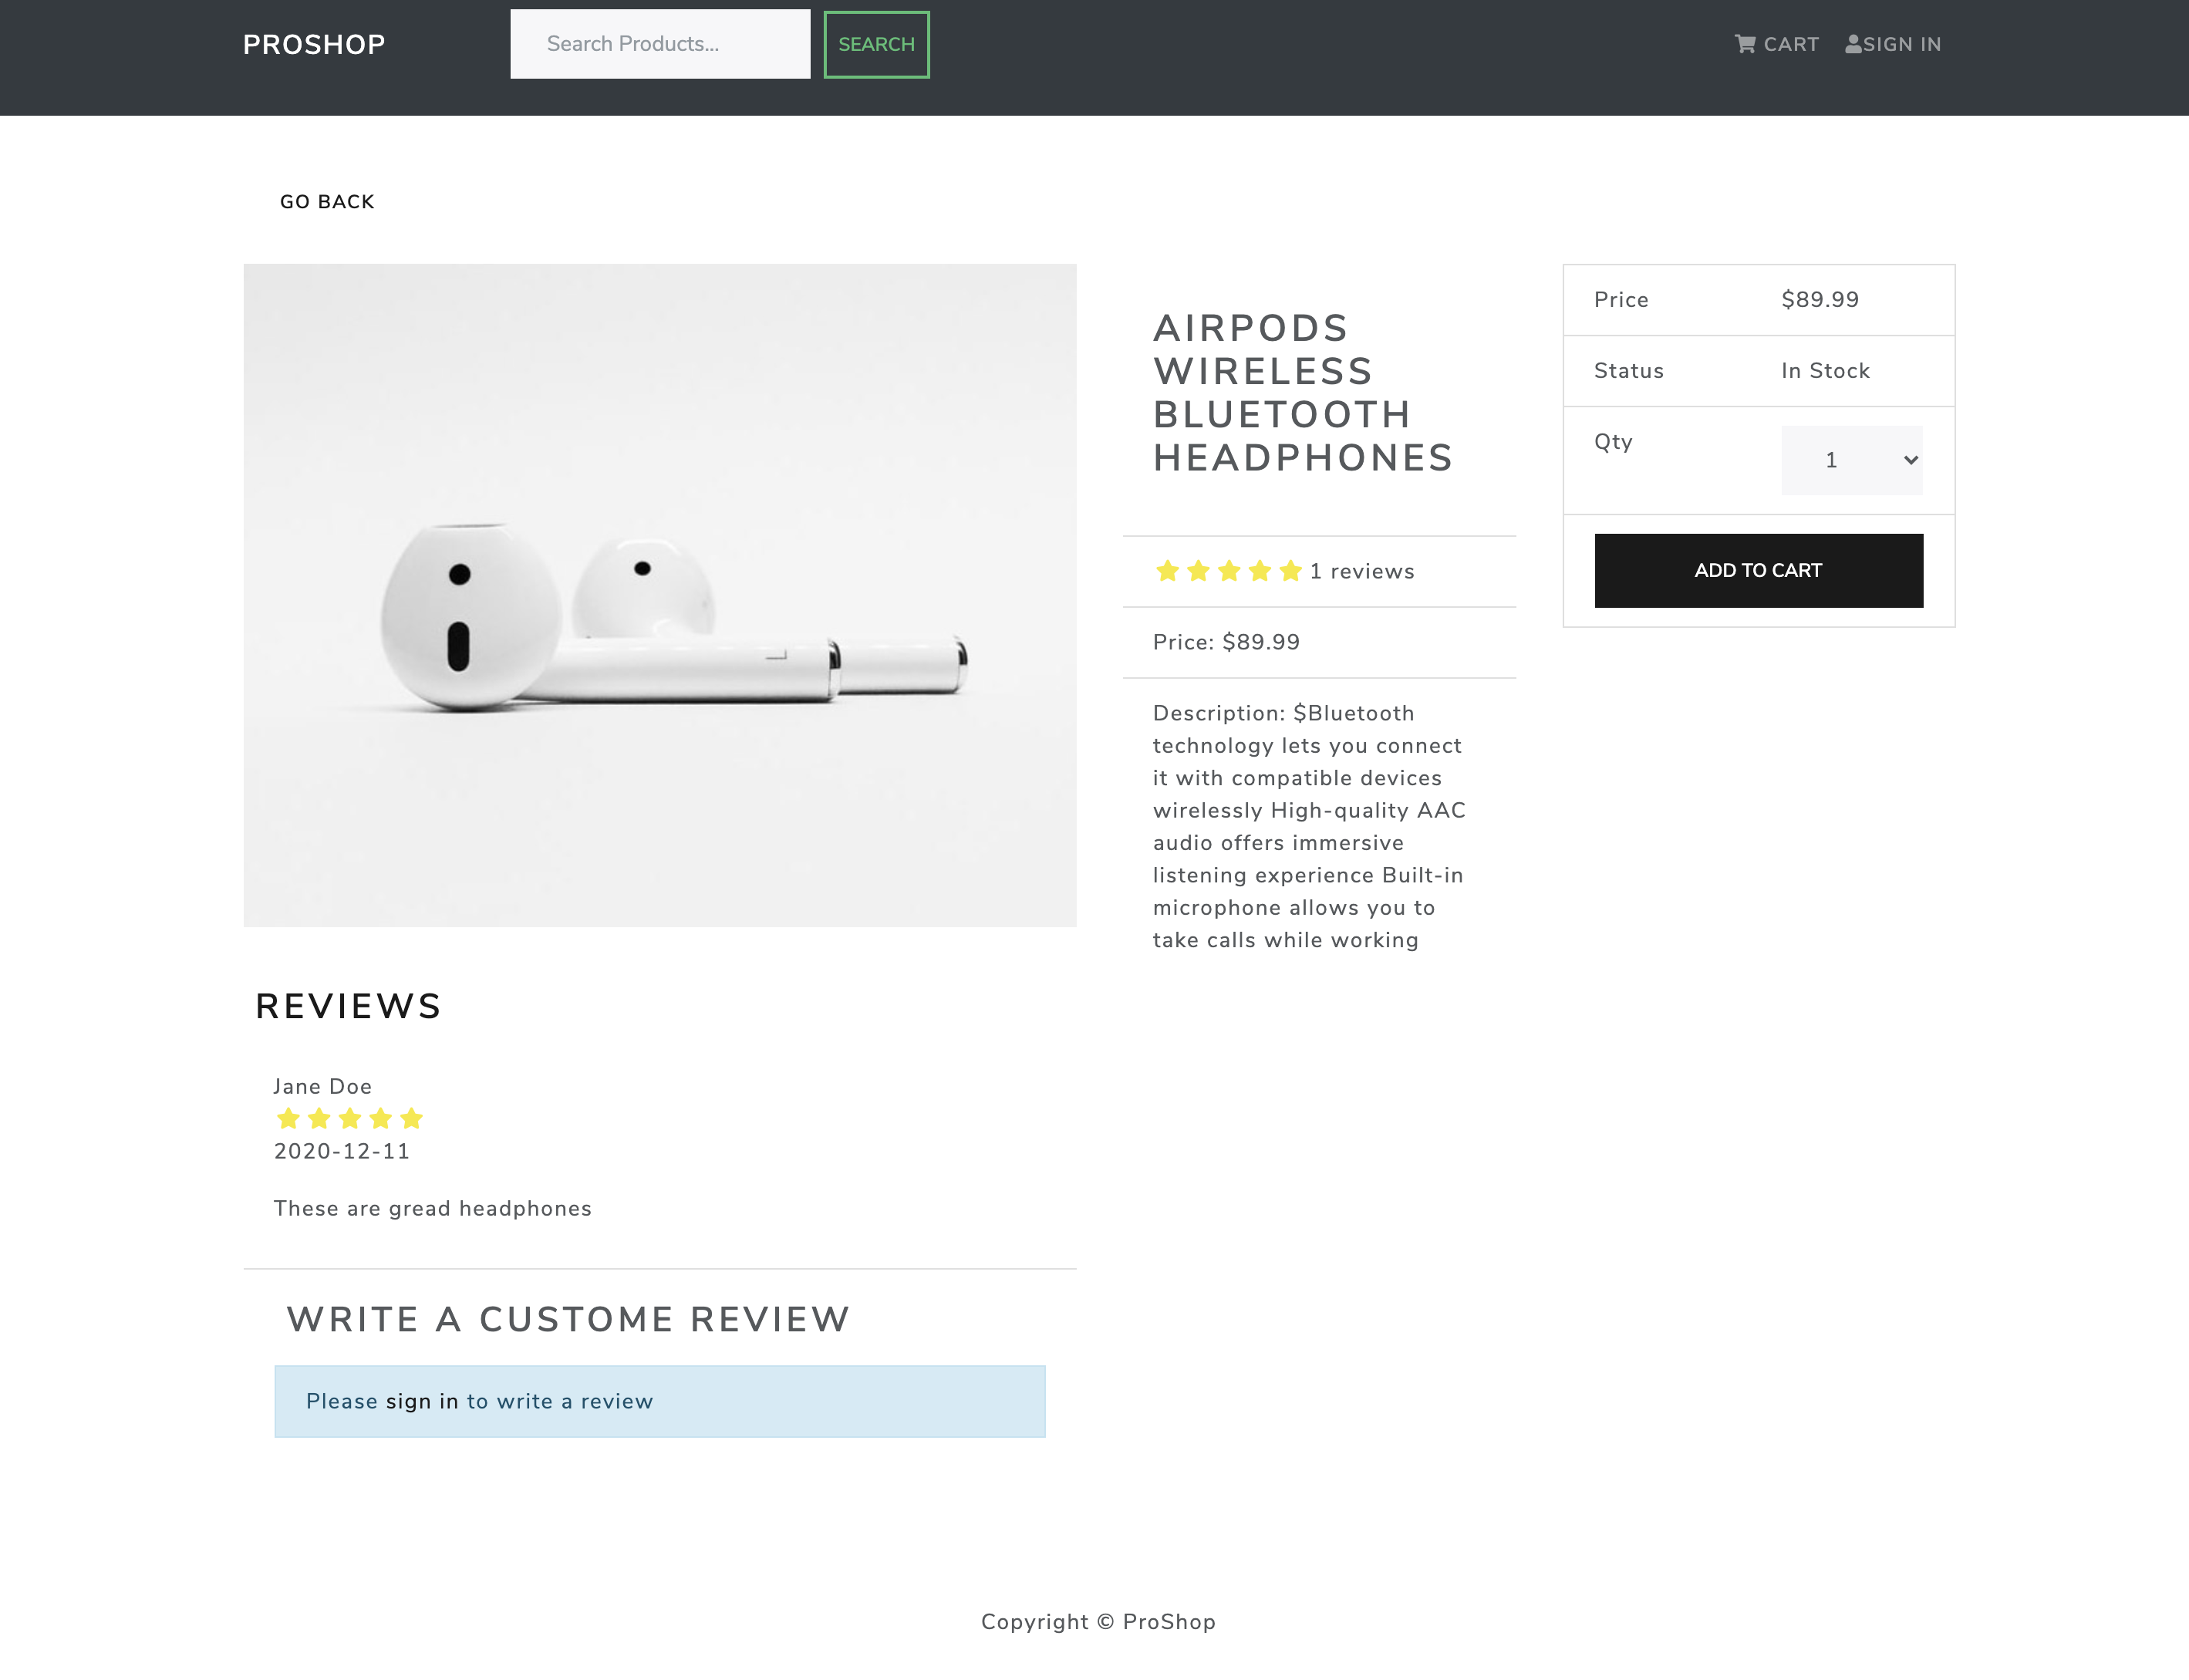 PROSHOP
Search Products...
SEARCH
CART
SIGN IN
GO BACK
AIRPODS
WIRELESS
BLUETOOTH
HEADPHONES
1 reviews
Price: $89.99
Description: $Bluetooth
technology lets you connect
it with compatible devices
wirelessly High-quality AAC
audio offers immersive
listening experience Built-in
microphone allows you to
take calls while working
Price $89.99
Status In Stock
Qty 1
ADD TO CART
REVIEWS
Jane Doe
2020-12-11
These are gread headphones
WRITE A CUSTOME REVIEW
Please sign in to write a review
Copyright © ProShop